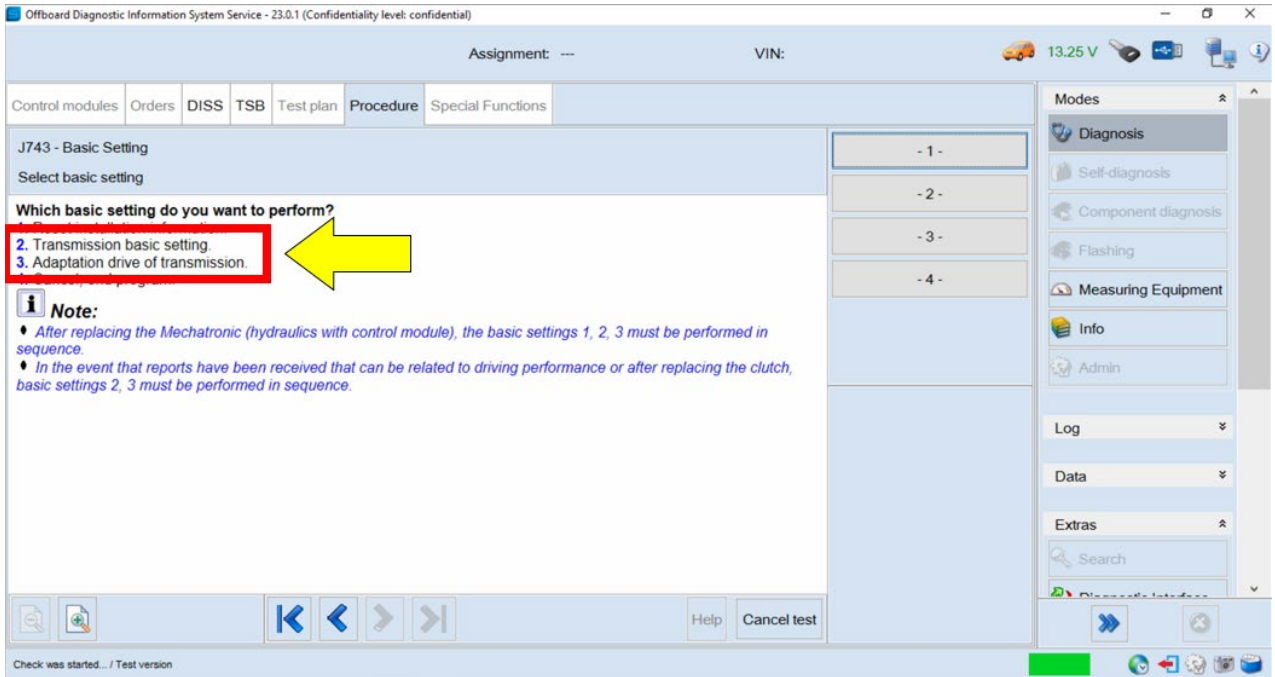 Offboard Diagnostic Information System Service - 23.0.1 (Confidentiality level: confidential)
Assignment: --- VIN: 13.25 V
Control modules Orders DISS TSB Test plan Procedure Special Functions
J743 - Basic Setting
Select basic setting
Which basic setting do you want to perform?
2. Transmission basic setting.
3. Adaptation drive of transmission.
Note:
After replacing the Mechatronic (hydraulics with control module), the basic settings 1, 2, 3 must be performed in
sequence.
In the event that reports have been received that can be related to driving performance or after replacing the clutch,
basic settings 2, 3 must be performed in sequence.
- 1 -
- 2 -
- 3 -
- 4 -
Help Cancel test
Modes
Diagnosis
Self-diagnosis
Component diagnosis
Flashing
Measuring Equipment
Info
Admin
Log
Data
Extras
Search
Check was started... / Test version